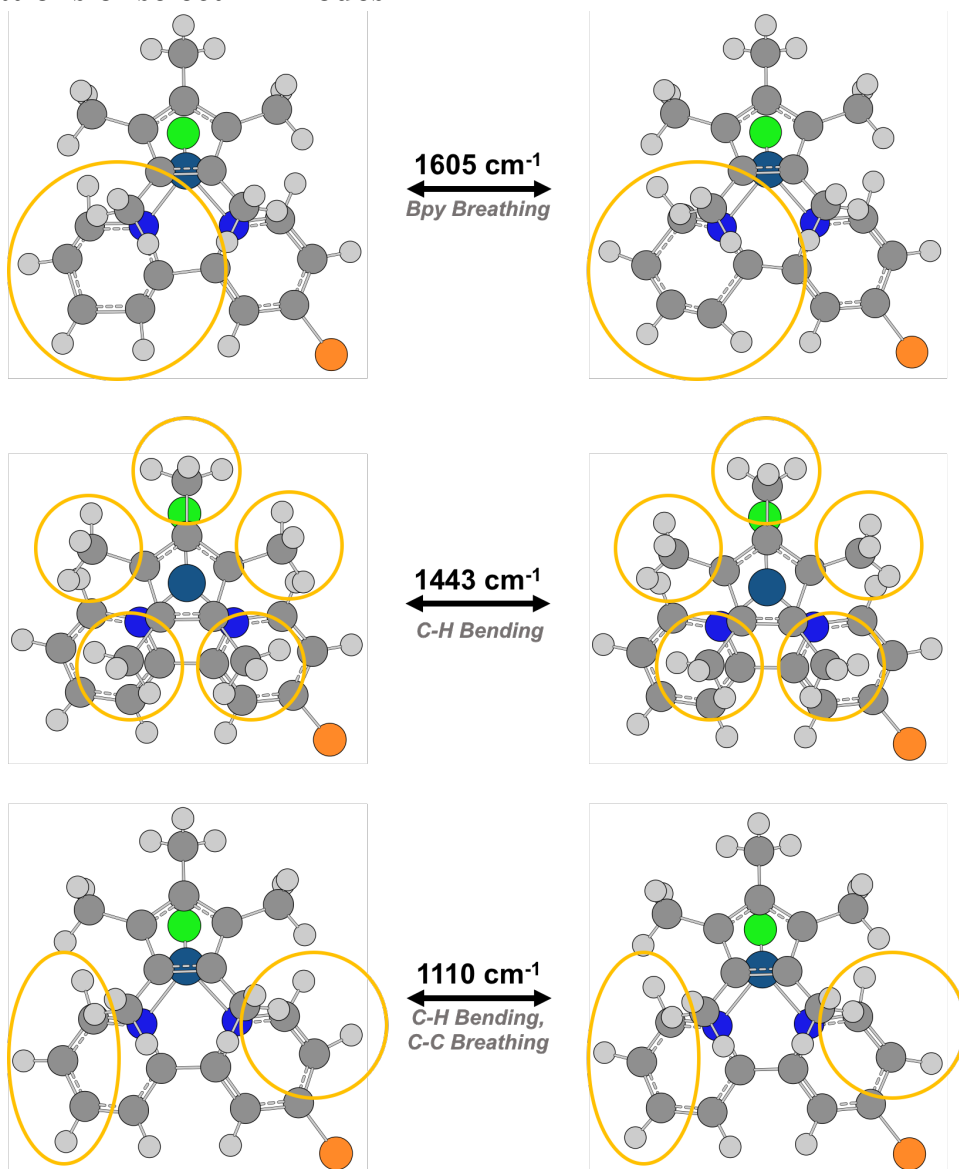 1605 cm⁻¹
Bpy Breathing
1443 cm⁻¹
C-H Bending
1110 cm⁻¹
C-H Bending,
C-C Breathing